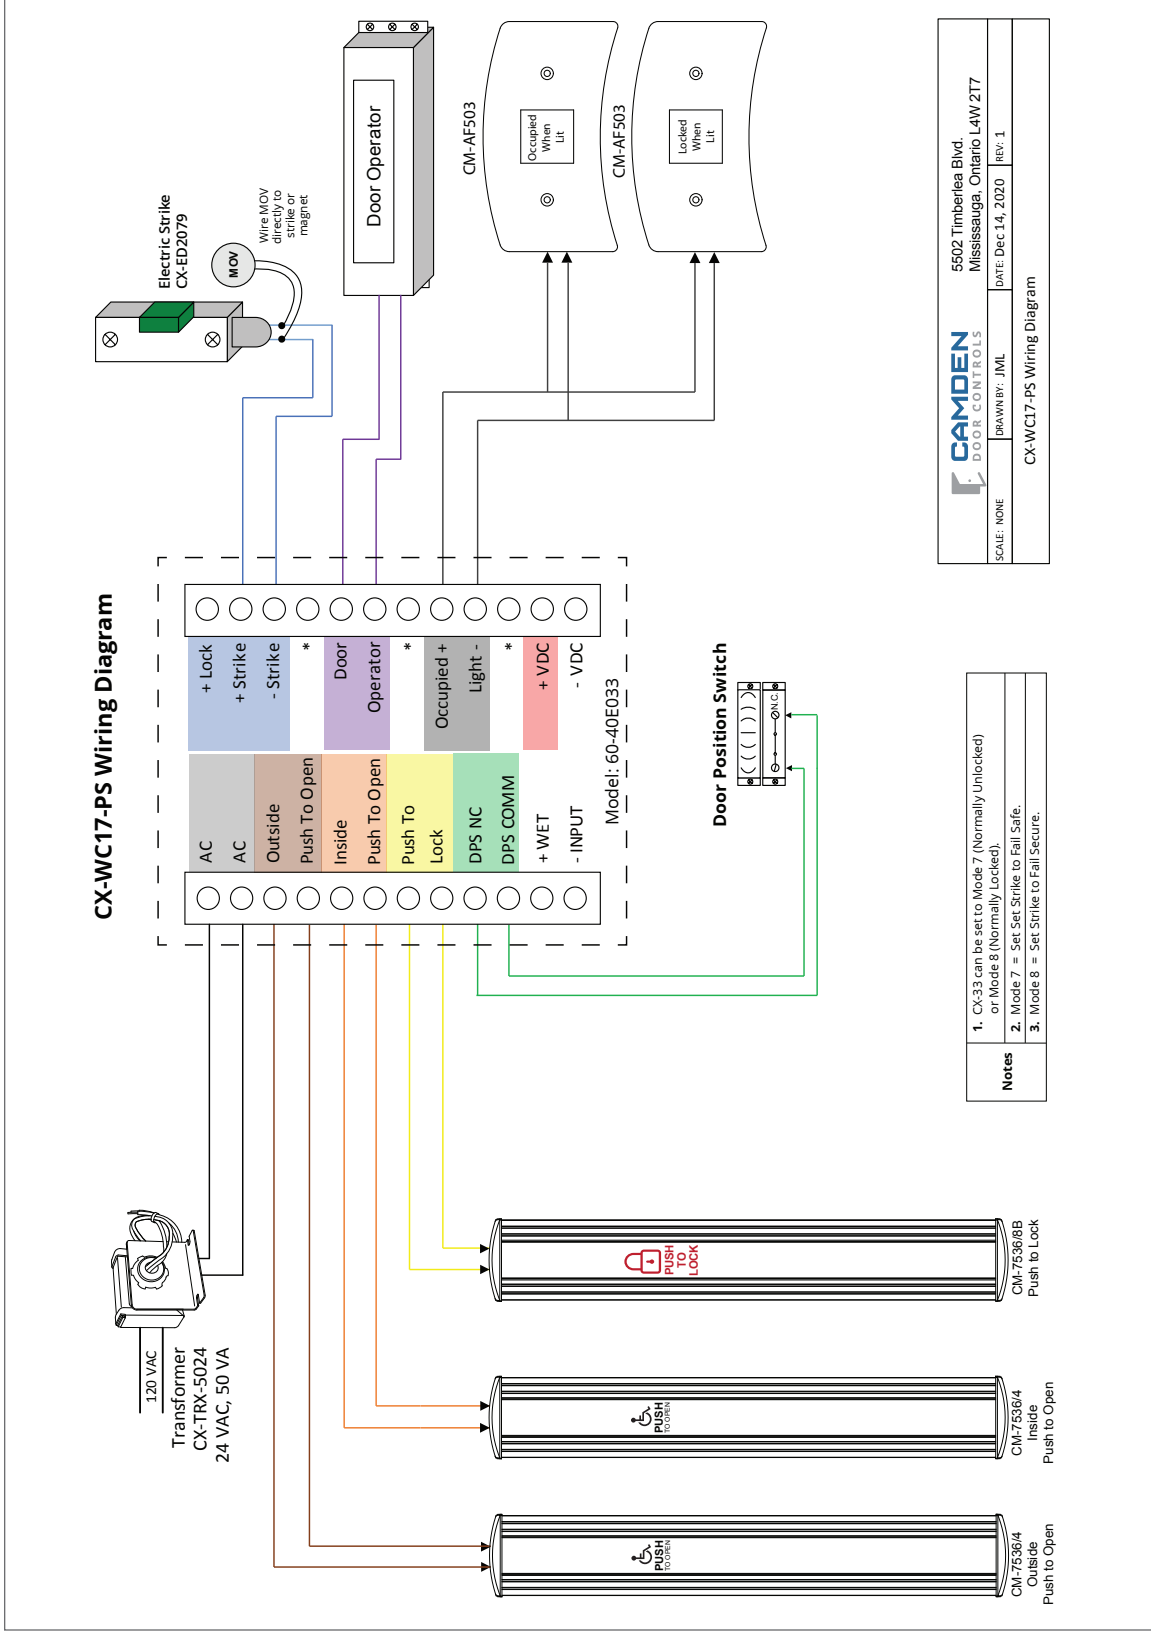 CX-WC17-PS Wiring Diagram
120 VAC
Transformer
CX-TRX-5024
24 VAC, 50 VA
AC
AC
Outside
Push To Open
Inside
Push To Open
Push To
Lock
DPS NC
DPS COMM
+ WET
- INPUT
+ Lock
+ Strike
- Strike
*
Door
Operator
*
Occupied +
Light -
*
+ VDC
- VDC
Model: 60-40E033
Electric Strike
CX-ED2079
MOV
Wire MOV
directly to
strike or
magnet
Door Operator
CM-AF503
Occupied
When
Lit
CM-AF503
Locked
When
Lit
Door Position Switch
N.C.
PUSH
TO OPEN
CM-7536/4
Outside
Push to Open
PUSH
TO OPEN
CM-7536/4
Inside
Push to Open
PUSH
TO
LOCK
CM-7536/8B
Push to Lock
Notes
1. CX-33 can be set to Mode 7 (Normally Unlocked)
or Mode 8 (Normally Locked).
2. Mode 7 = Set Set Strike to Fail Safe.
3. Mode 8 = Set Strike to Fail Secure.
CAMDEN
DOOR CONTROLS
5502 Timberlea Blvd.
Mississauga, Ontario L4W 2T7
SCALE: NONE
DRAWN BY: JML
DATE: Dec 14, 2020
REV: 1
CX-WC17-PS Wiring Diagram